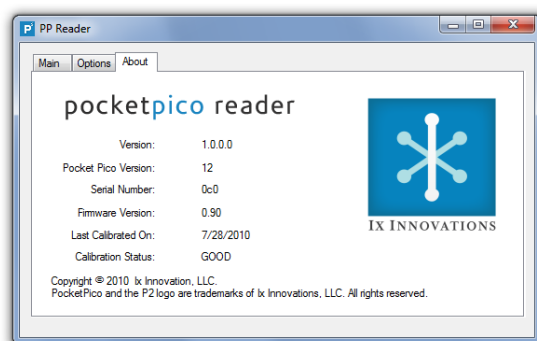 PP Reader
Main Options About
pocketpico reader
Version: 1.0.0.0
Pocket Pico Version: 12
Serial Number: 0c0
Firmware Version: 0.90
Last Calibrated On: 7/28/2010
Calibration Status: GOOD
IX INNOVATIONS
Copyright © 2010 Ix Innovation, LLC.
PocketPico and the P2 logo are trademarks of Ix Innovations, LLC. All rights reserved.